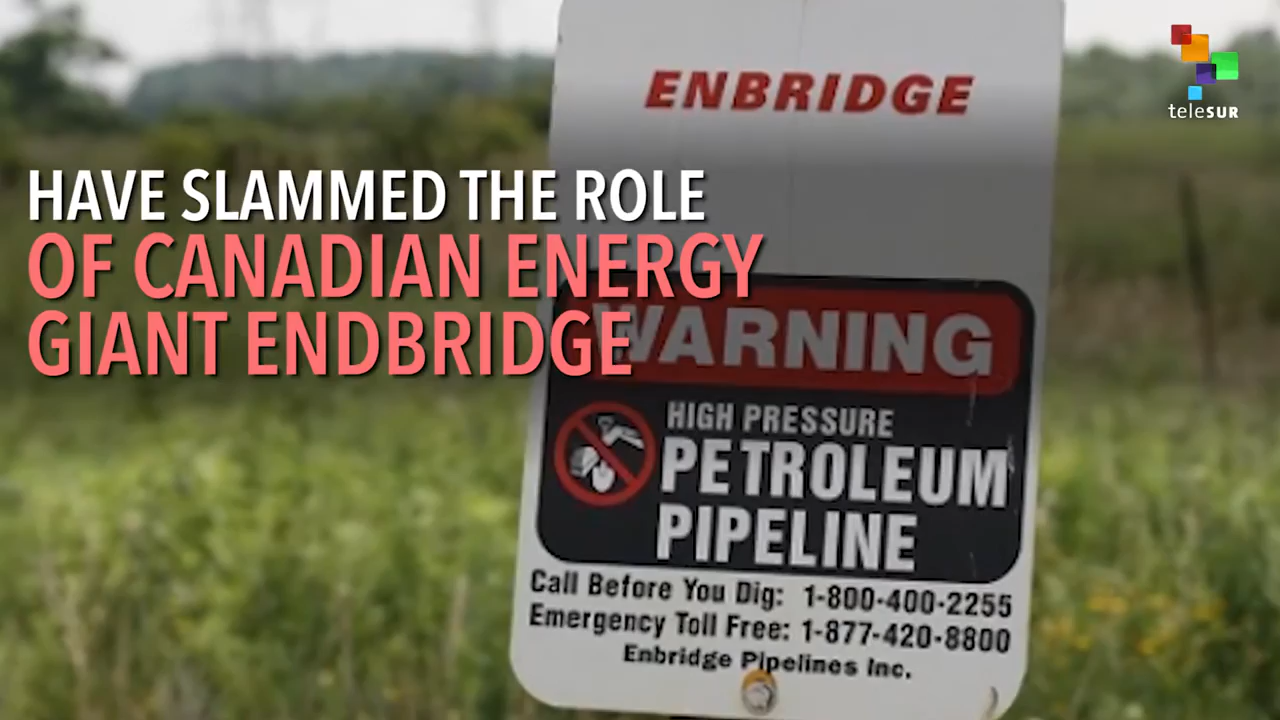 ENBRIDGE
teleSUR
HAVE SLAMMED THE ROLE
OF CANADIAN ENERGY
GIANT ENDBRIDGE
WARNING
HIGH PRESSURE
PETROLEUM
PIPELINE
Call Before You Dig: 1-800-400-2255
Emergency Toll Free: 1-877-420-8800
Enbridge Pipelines Inc.